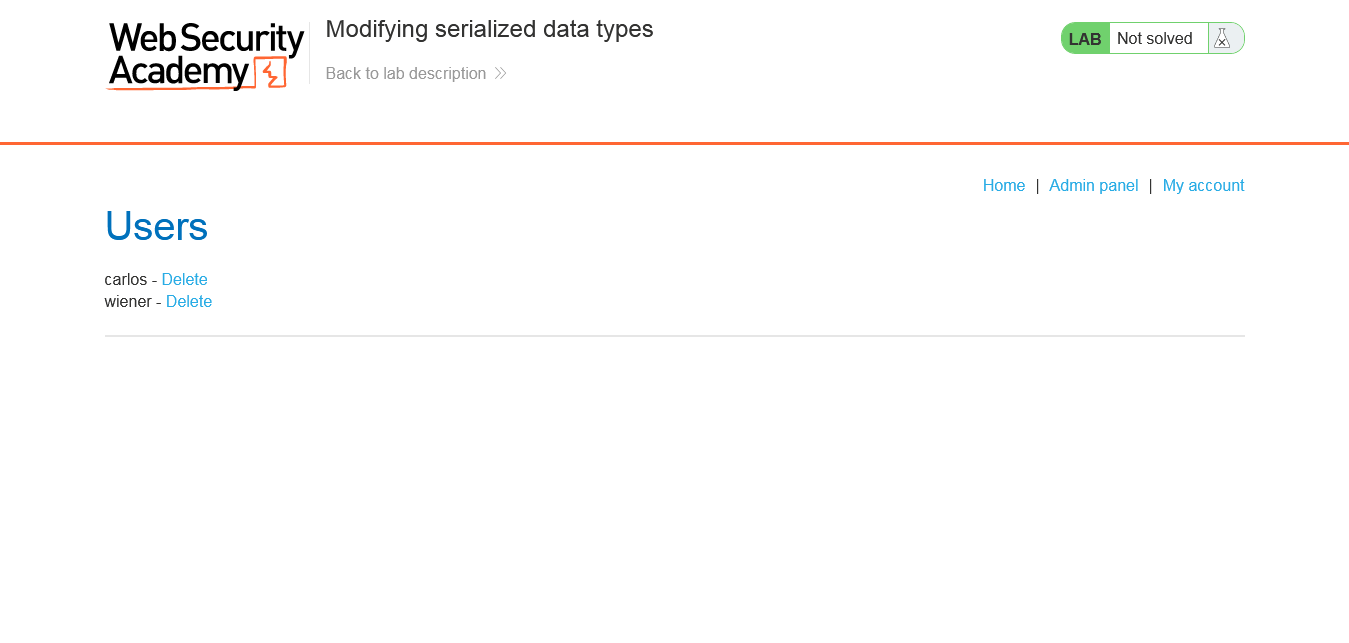 Web Security
Academy
Modifying serialized data types
Back to lab description
LAB Not solved
Home | Admin panel | My account
Users
carlos - Delete
wiener - Delete